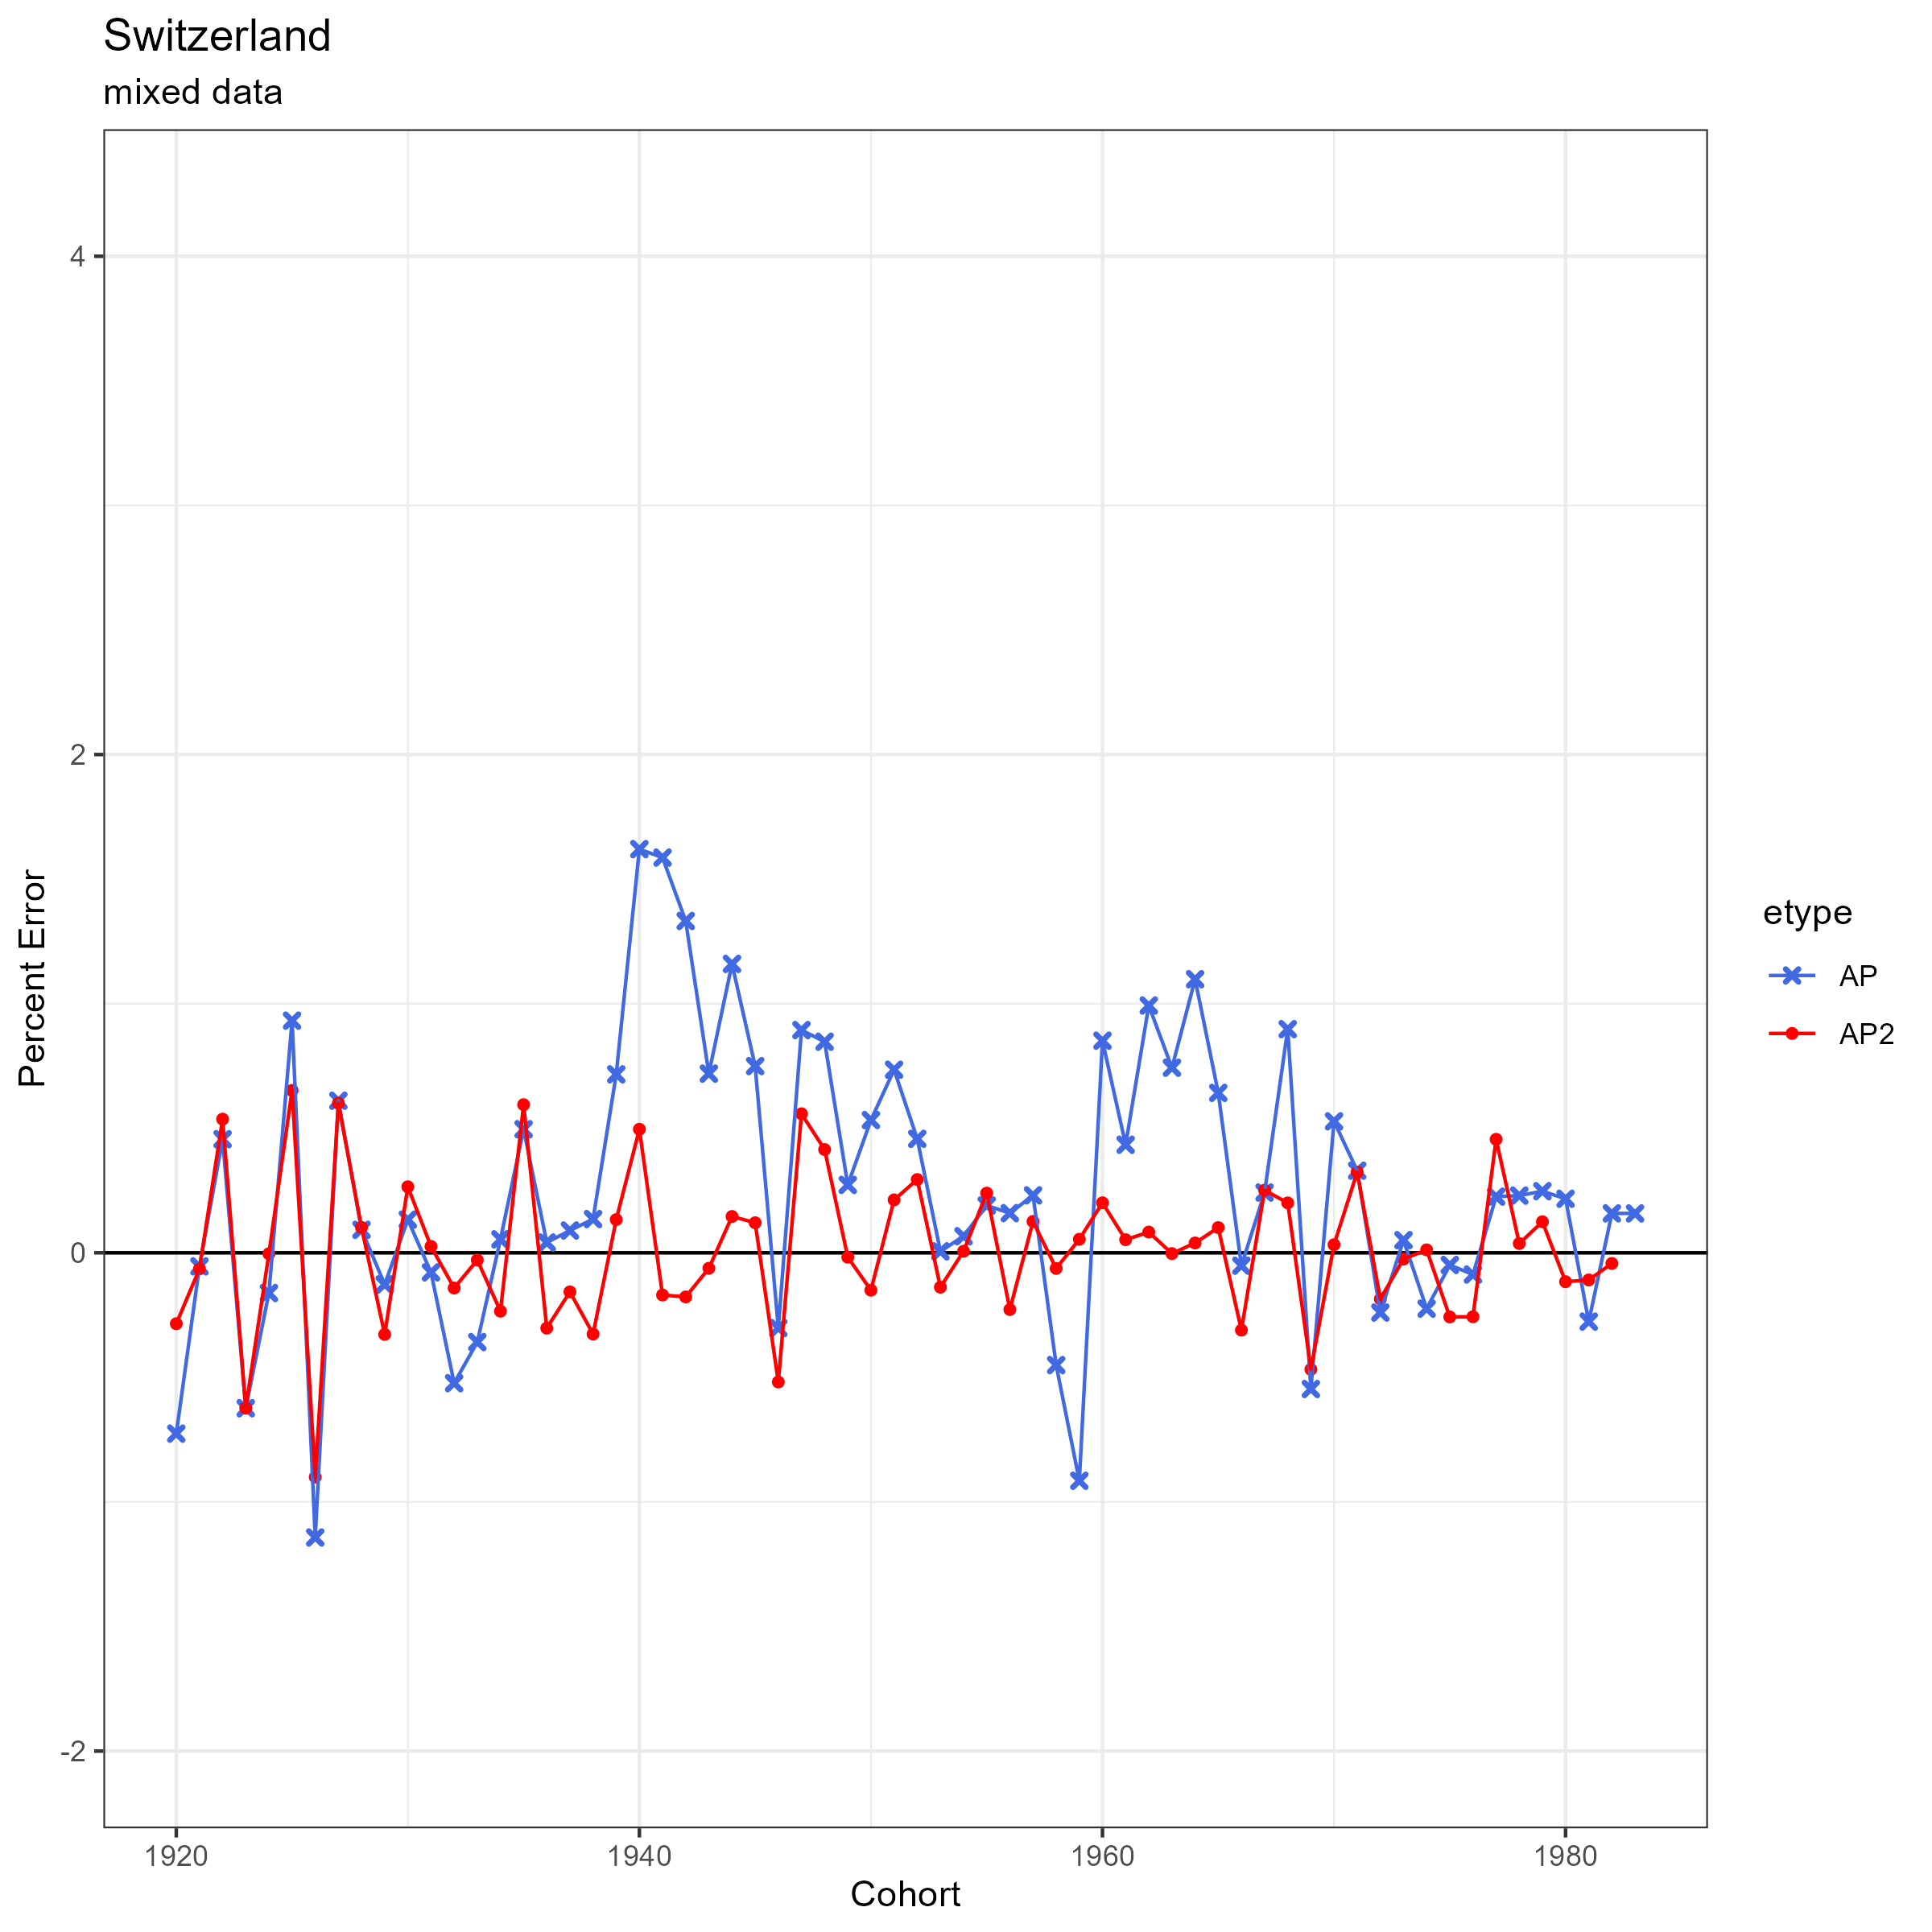 Switzerland
mixed data
4
2
0
-2
Percent Error
1920 1940 1960 1980
Cohort
etype
AP
AP2